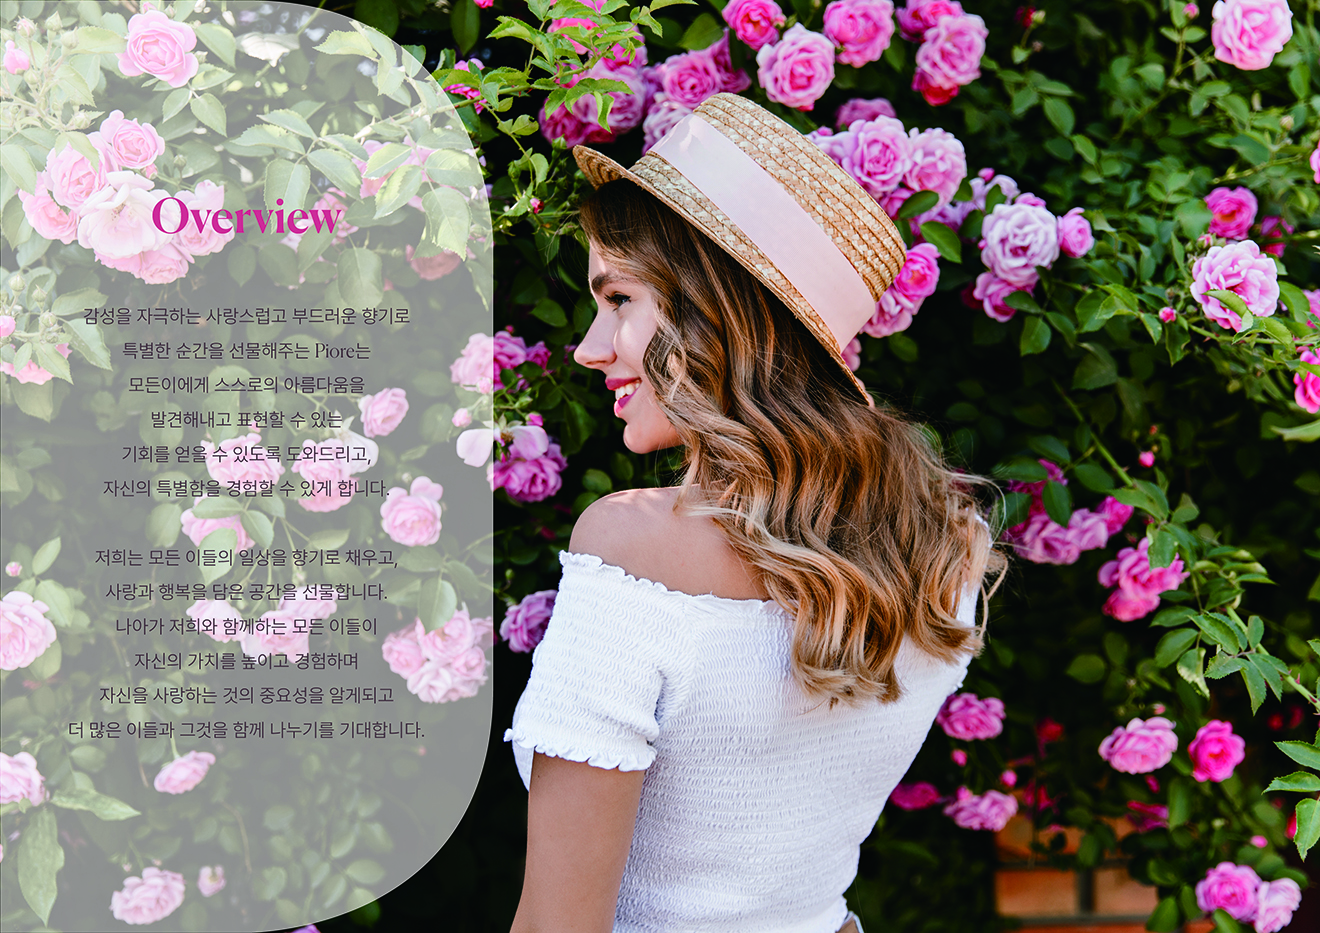 Overview
감성을 자극하는 사랑스럽고 부드러운 향기로
특별한 순간을 선물해주는 Piore는
모든이에게 스스로의 아름다움을
발견해내고 표현할 수 있는
기회를 얻을 수 있도록 도와드리고,
자신의 특별함을 경험할 수 있게 합니다.
저희는 모든 이들의 일상을 향기로 채우고,
사랑과 행복을 담은 공간을 선물합니다.
나아가 저희와 함께하는 모든 이들이
자신의 가치를 높이고 경험하며
자신을 사랑하는 것의 중요성을 알게되고
더 많은 이들과 그것을 함께 나누기를 기대합니다.